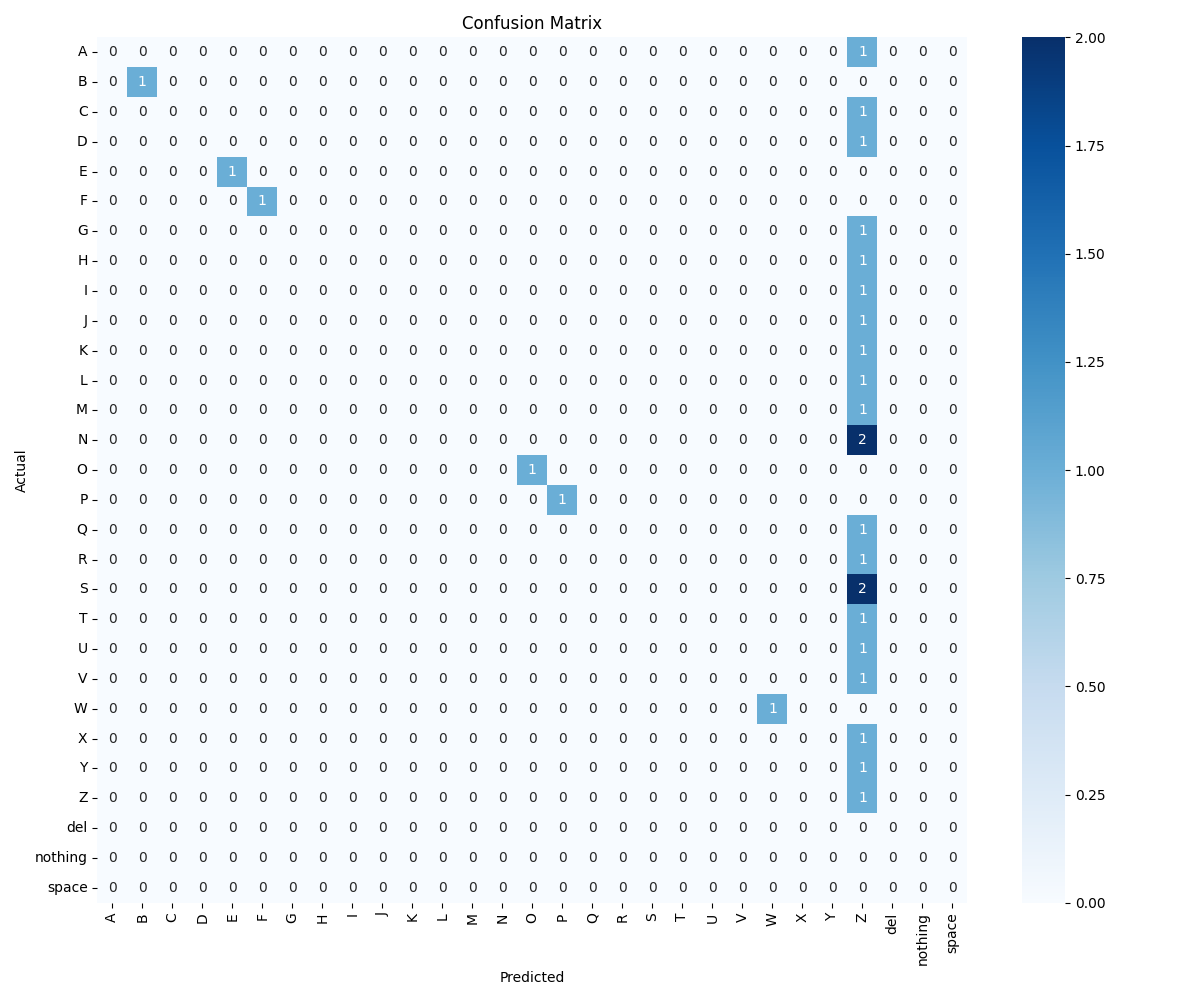 Confusion Matrix
A 0 0 0 0 0 0 0 0 0 0 0 0 0 0 0 0 0 0 0 0 0 0 0 0 0 1 0 0 0
B 0 1 0 0 0 0 0 0 0 0 0 0 0 0 0 0 0 0 0 0 0 0 0 0 0 0 0 0 0
C 0 0 0 0 0 0 0 0 0 0 0 0 0 0 0 0 0 0 0 0 0 0 0 0 0 1 0 0 0
D 0 0 0 0 0 0 0 0 0 0 0 0 0 0 0 0 0 0 0 0 0 0 0 0 0 1 0 0 0
E 0 0 0 0 1 0 0 0 0 0 0 0 0 0 0 0 0 0 0 0 0 0 0 0 0 0 0 0 0
F 0 0 0 0 0 1 0 0 0 0 0 0 0 0 0 0 0 0 0 0 0 0 0 0 0 0 0 0 0
G 0 0 0 0 0 0 0 0 0 0 0 0 0 0 0 0 0 0 0 0 0 0 0 0 0 1 0 0 0
H 0 0 0 0 0 0 0 0 0 0 0 0 0 0 0 0 0 0 0 0 0 0 0 0 0 1 0 0 0
I 0 0 0 0 0 0 0 0 0 0 0 0 0 0 0 0 0 0 0 0 0 0 0 0 0 1 0 0 0
J 0 0 0 0 0 0 0 0 0 0 0 0 0 0 0 0 0 0 0 0 0 0 0 0 0 1 0 0 0
K 0 0 0 0 0 0 0 0 0 0 0 0 0 0 0 0 0 0 0 0 0 0 0 0 0 1 0 0 0
L 0 0 0 0 0 0 0 0 0 0 0 0 0 0 0 0 0 0 0 0 0 0 0 0 0 1 0 0 0
M 0 0 0 0 0 0 0 0 0 0 0 0 0 0 0 0 0 0 0 0 0 0 0 0 0 1 0 0 0
N 0 0 0 0 0 0 0 0 0 0 0 0 0 0 0 0 0 0 0 0 0 0 0 0 0 2 0 0 0
O 0 0 0 0 0 0 0 0 0 0 0 0 0 0 1 0 0 0 0 0 0 0 0 0 0 0 0 0 0
P 0 0 0 0 0 0 0 0 0 0 0 0 0 0 0 1 0 0 0 0 0 0 0 0 0 0 0 0 0
Q 0 0 0 0 0 0 0 0 0 0 0 0 0 0 0 0 0 0 0 0 0 0 0 0 0 1 0 0 0
R 0 0 0 0 0 0 0 0 0 0 0 0 0 0 0 0 0 0 0 0 0 0 0 0 0 1 0 0 0
S 0 0 0 0 0 0 0 0 0 0 0 0 0 0 0 0 0 0 0 0 0 0 0 0 0 2 0 0 0
T 0 0 0 0 0 0 0 0 0 0 0 0 0 0 0 0 0 0 0 0 0 0 0 0 0 1 0 0 0
U 0 0 0 0 0 0 0 0 0 0 0 0 0 0 0 0 0 0 0 0 0 0 0 0 0 1 0 0 0
V 0 0 0 0 0 0 0 0 0 0 0 0 0 0 0 0 0 0 0 0 0 0 0 0 0 1 0 0 0
W 0 0 0 0 0 0 0 0 0 0 0 0 0 0 0 0 0 0 0 0 0 0 1 0 0 0 0 0 0
X 0 0 0 0 0 0 0 0 0 0 0 0 0 0 0 0 0 0 0 0 0 0 0 0 0 1 0 0 0
Y 0 0 0 0 0 0 0 0 0 0 0 0 0 0 0 0 0 0 0 0 0 0 0 0 0 1 0 0 0
Z 0 0 0 0 0 0 0 0 0 0 0 0 0 0 0 0 0 0 0 0 0 0 0 0 0 1 0 0 0
del 0 0 0 0 0 0 0 0 0 0 0 0 0 0 0 0 0 0 0 0 0 0 0 0 0 0 0 0 0
nothing 0 0 0 0 0 0 0 0 0 0 0 0 0 0 0 0 0 0 0 0 0 0 0 0 0 0 0 0 0
space 0 0 0 0 0 0 0 0 0 0 0 0 0 0 0 0 0 0 0 0 0 0 0 0 0 0 0 0 0
A B C D E F G H I J K L M N O P Q R S T U V W X Y Z del nothing space
Predicted
Actual
2.00
1.75
1.50
1.25
1.00
0.75
0.50
0.25
0.00